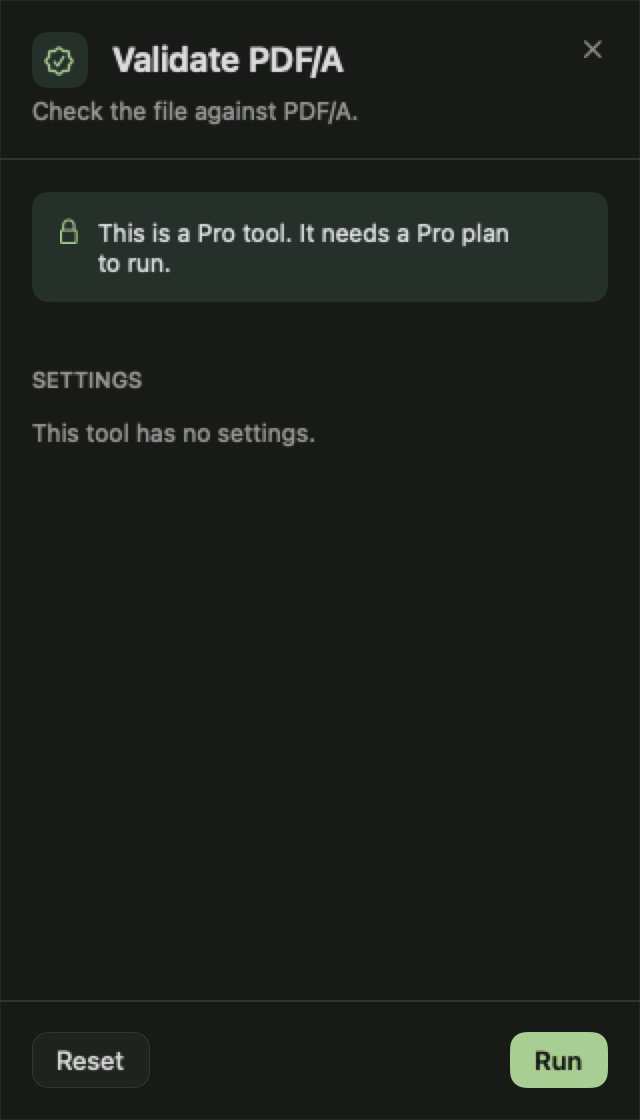 Validate PDF/A
Check the file against PDF/A.
This is a Pro tool. It needs a Pro plan
to run.
SETTINGS
This tool has no settings.
Reset
Run